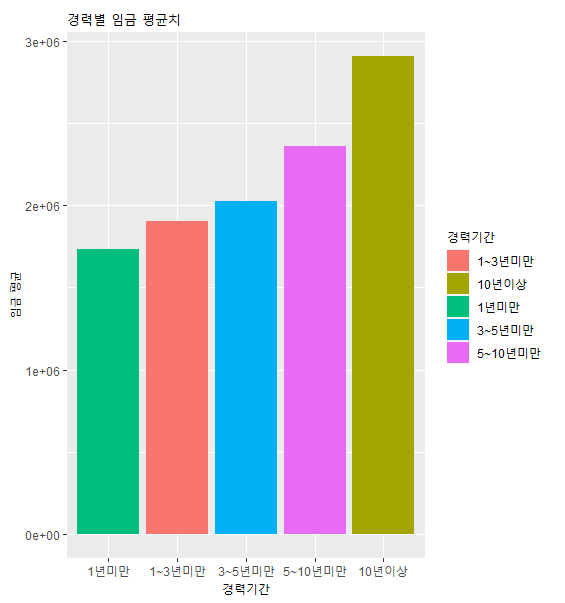 경력별 임금 평균치
3e+06
2e+06
1e+06
0e+00
임금 평균
1년미만 1~3년미만 3~5년미만 5~10년미만 10년이상
경력기간
경력기간
1~3년미만
10년이상
1년미만
3~5년미만
5~10년미만